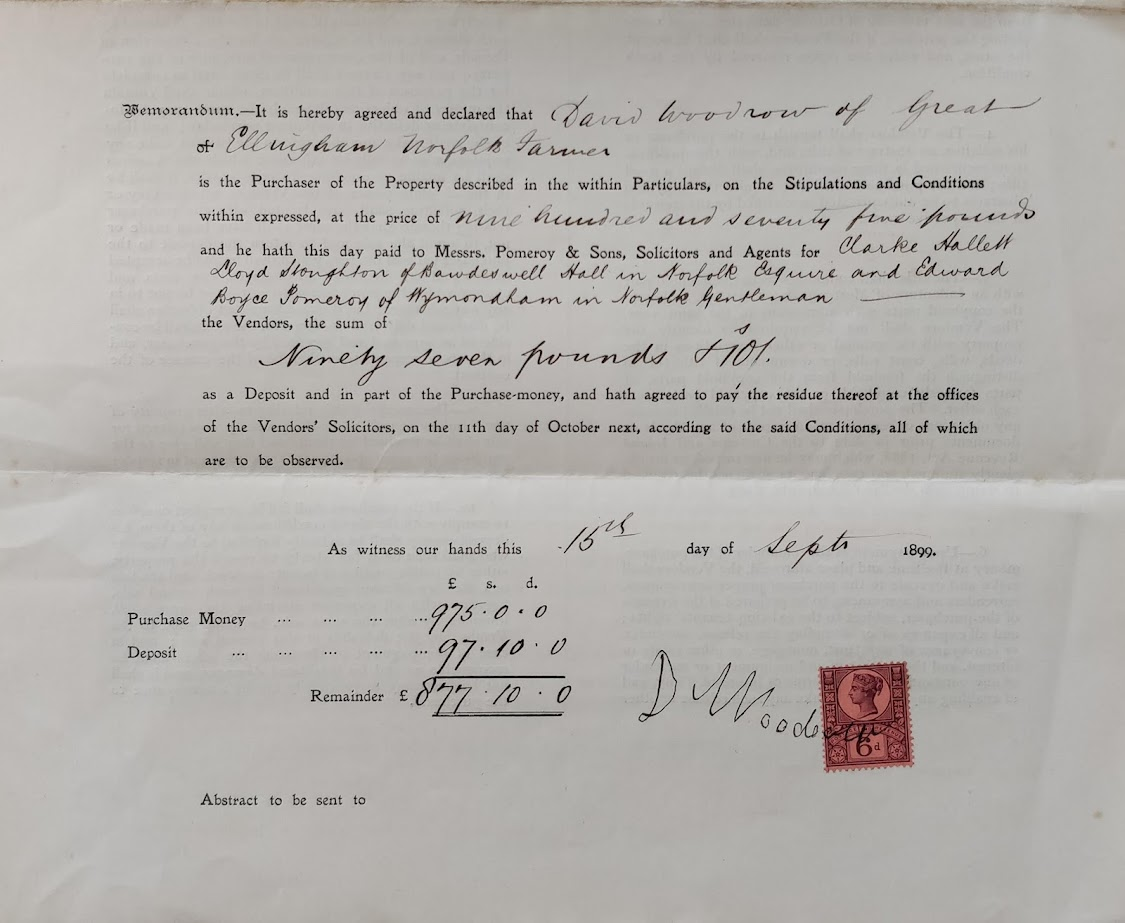 Memorandum.—It is hereby agreed and declared that David Woodrow of Great
of Ellingham Norfolk Farmer
is the Purchaser of the Property described in the within Particulars, on the Stipulations and Conditions
within expressed, at the price of nine hundred and seventy five pounds
and he hath this day paid to Messrs. Pomeroy & Sons, Solicitors and Agents for Clarke Hallett
Lloyd Stoughton of Bawdeswell Hall in Norfolk Esquire and Edward
Boyce Pomeroy of Wymondham in Norfolk Gentleman
the Vendors, the sum of
Ninety seven pounds & 10/.
as a Deposit and in part of the Purchase-money, and hath agreed to pay the residue thereof at the offices
of the Vendors' Solicitors, on the 11th day of October next, according to the said Conditions, all of which
are to be observed.
As witness our hands this 15th day of Septr 1899.
£ s. d.
Purchase Money ... ... ... ... 975.0.0
Deposit ... ... ... ... ... 97.10.0
Remainder £ 877.10.0
D Woodrow
6d
Abstract to be sent to